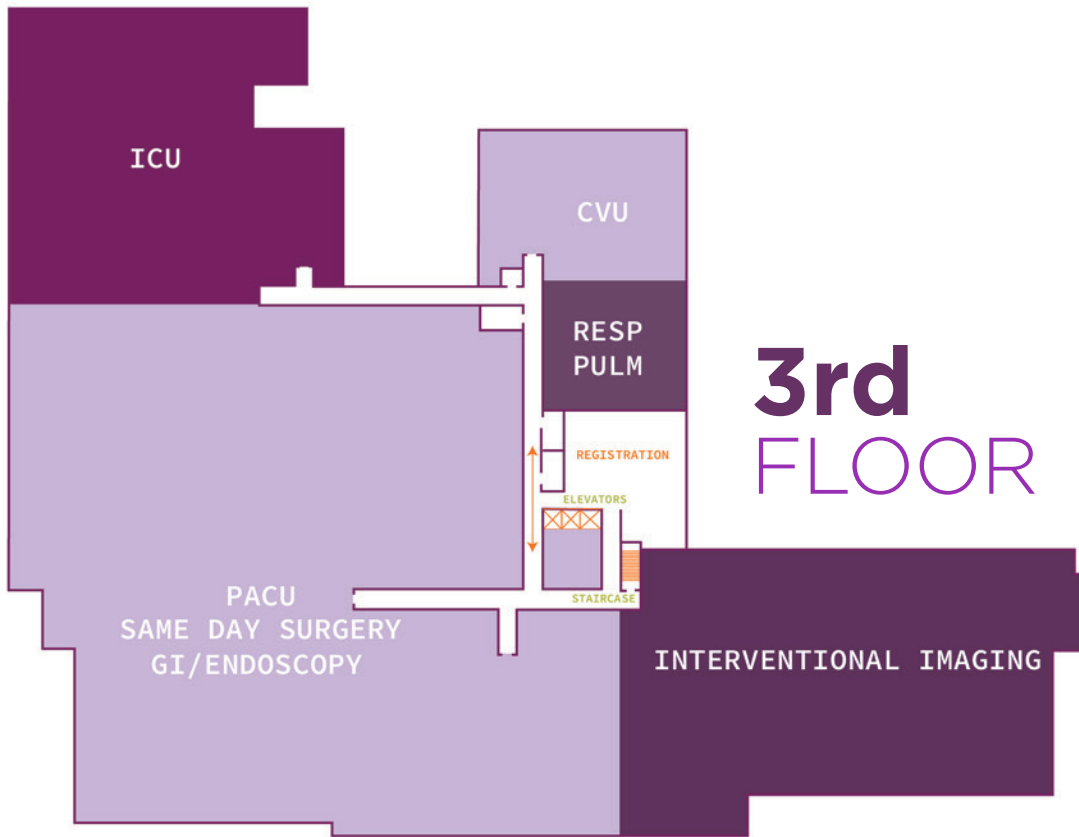 ICU
CVU
RESP
PULM
3rd
FLOOR
REGISTRATION
ELEVATORS
STAIRCASE
PACU
SAME DAY SURGERY
GI/ENDOSCOPY
INTERVENTIONAL IMAGING